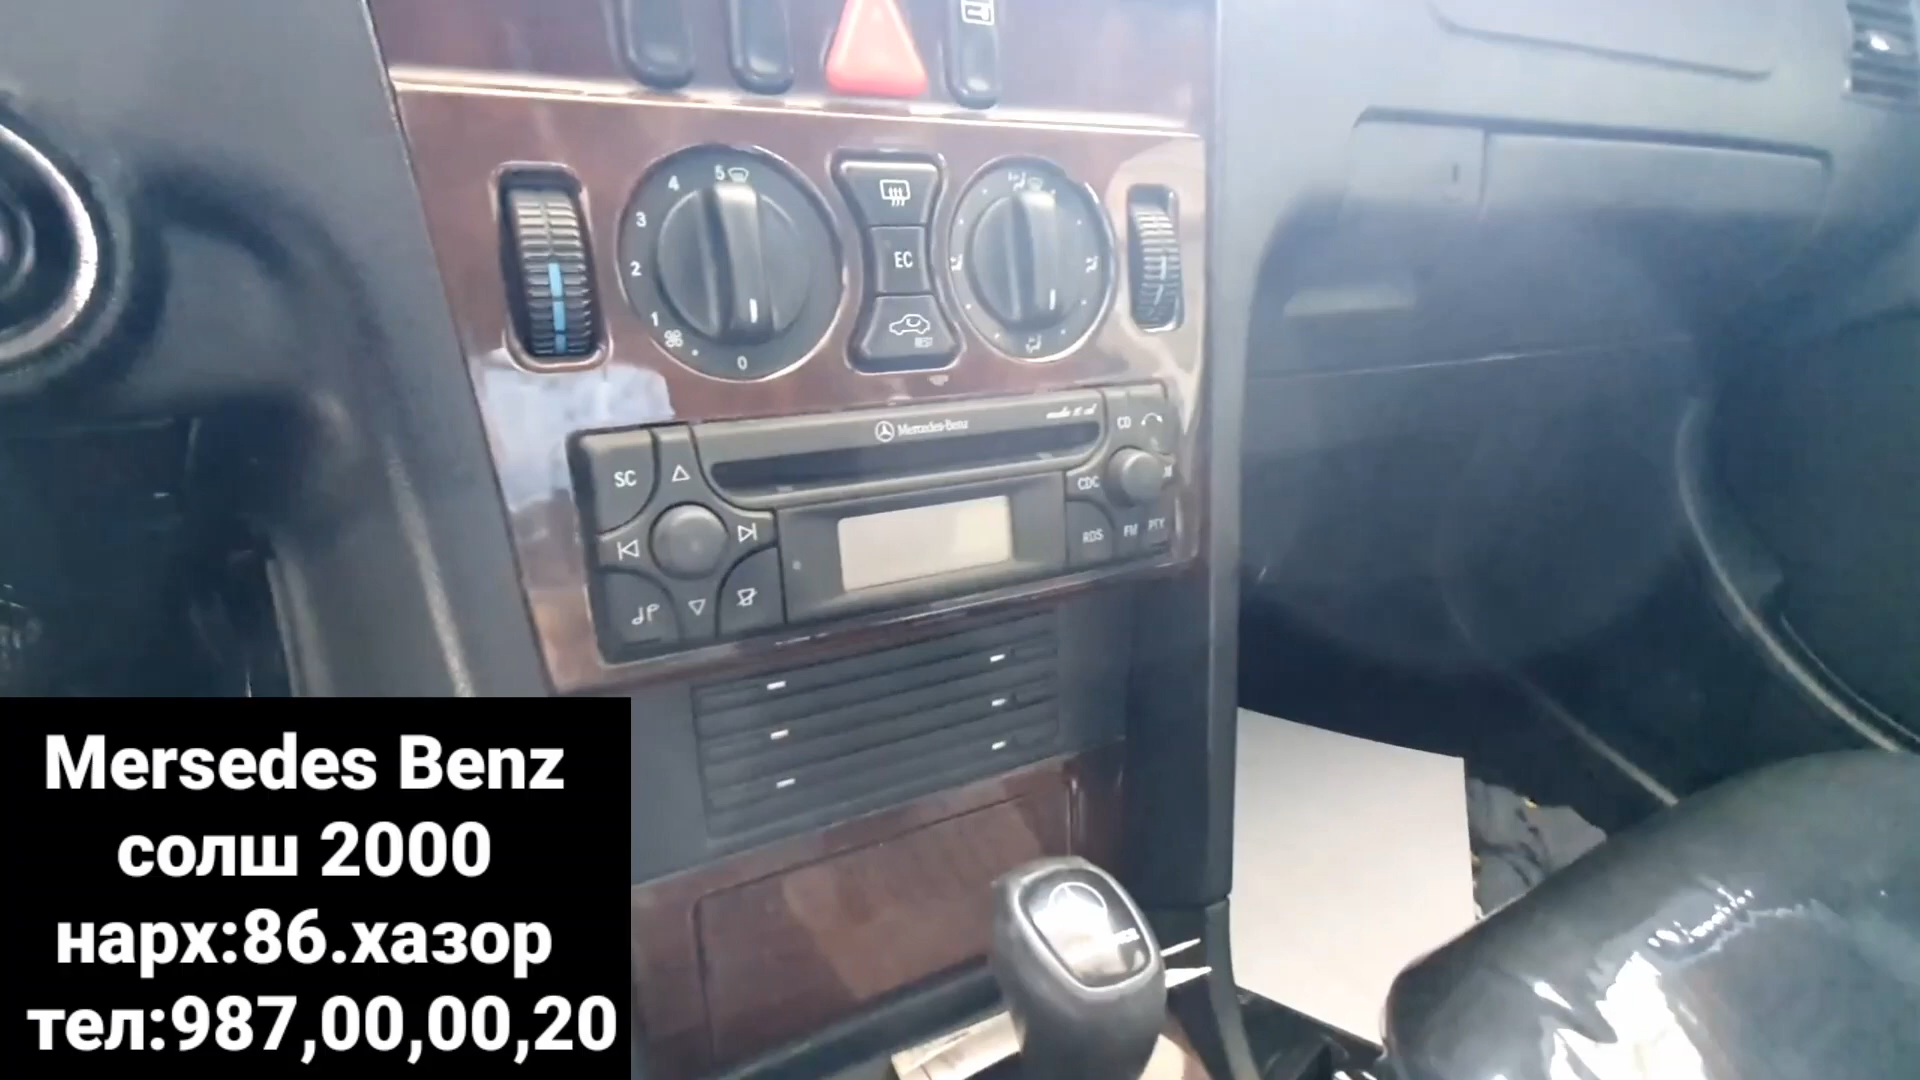 5
4
3
2
1
0
EC
REST
Mercedes-Benz
CD
SC
CDC
RDS
FM
PTY
Mersedes Benz
солш 2000
нарх:86.хазор
тел:987,00,00,20